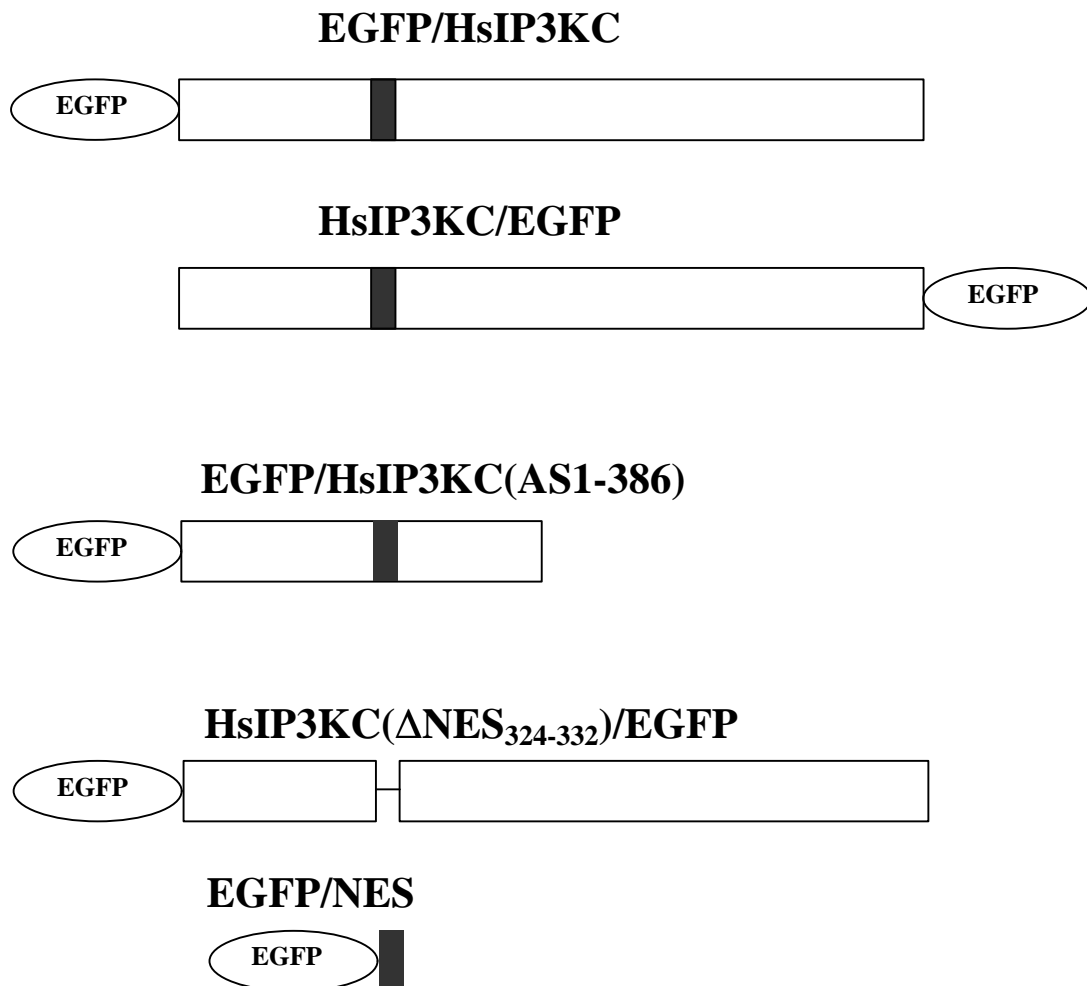 EGFP/HsIP3KC
EGFP
HsIP3KC/EGFP
EGFP
EGFP/HsIP3KC(AS1-386)
EGFP
HsIP3KC(ΔNES324-332)/EGFP
EGFP
EGFP/NES
EGFP